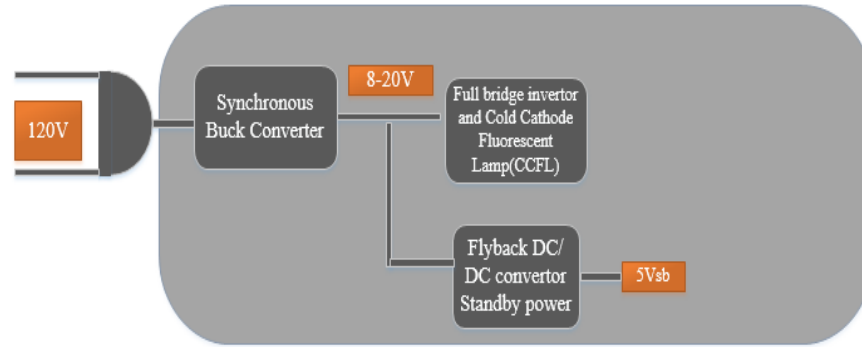 120V
Synchronous
Buck Converter
8-20V
Full bridge invertor
and Cold Cathode
Fluorescent
Lamp(CCFL)
Flyback DC/
DC convertor
Standby power
5Vsb